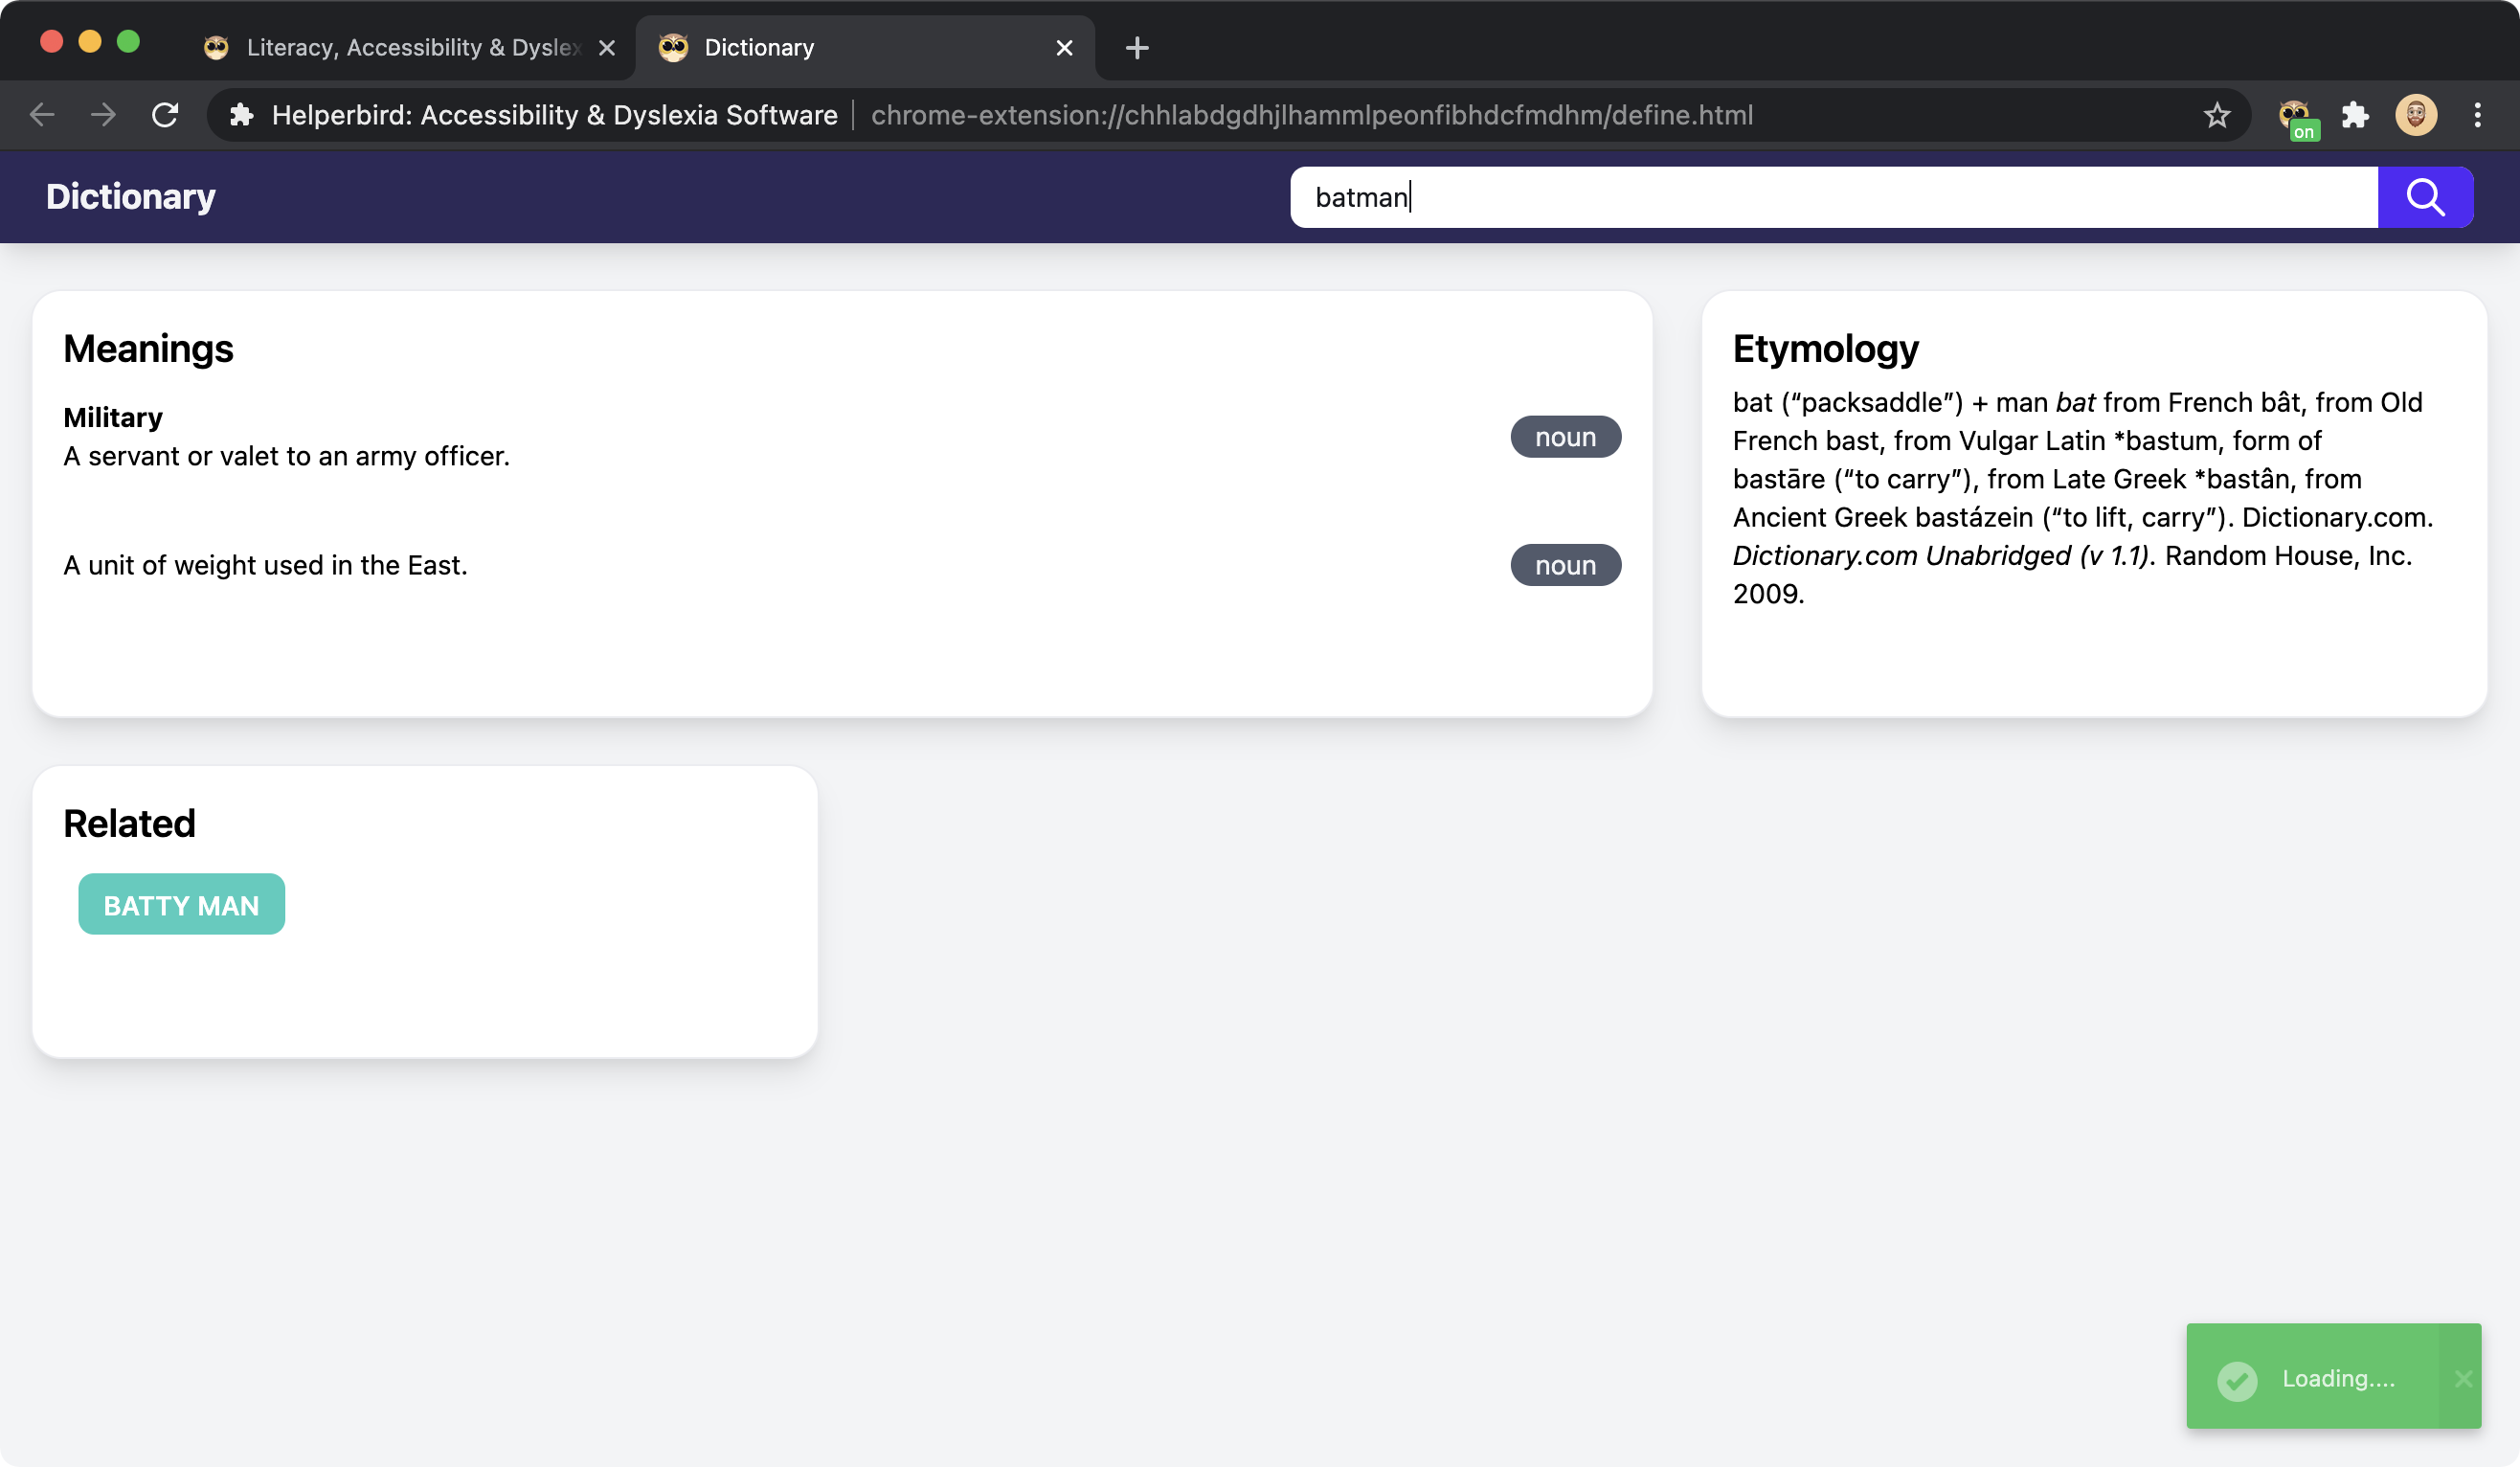 Literacy, Accessibility & Dyslex
Dictionary
Helperbird: Accessibility & Dyslexia Software
chrome-extension://chhlabdgdhjlhammlpeonfibhdcfmdhm/define.html
on
Dictionary
batman
Meanings
Military
A servant or valet to an army officer.
noun
A unit of weight used in the East.
noun
Etymology
bat (“packsaddle”) + man bat from French bât, from Old
French bast, from Vulgar Latin *bastum, form of
bastāre (“to carry”), from Late Greek *bastân, from
Ancient Greek bastázein (“to lift, carry”). Dictionary.com.
Dictionary.com Unabridged (v 1.1). Random House, Inc.
2009.
Related
BATTY MAN
Loading....